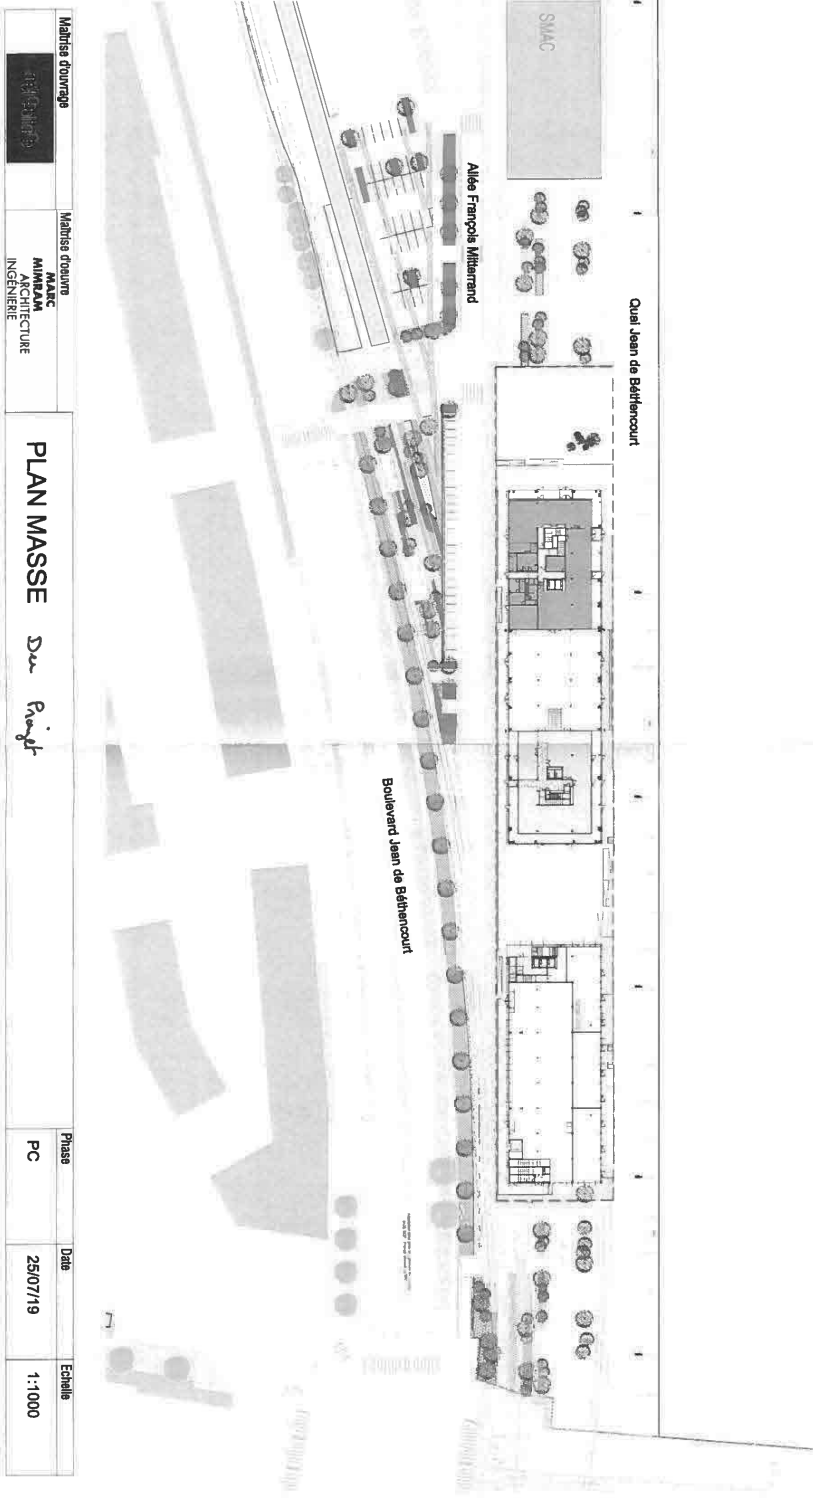 SMAC
Allée François Mitterrand
Quai Jean de Béthencourt
Boulevard Jean de Béthencourt
Maîtrise d'ouvrage
Maîtrise d'oeuvre
MARC
MIMRAM
ARCHITECTURE
INGÉNIERIE
PLAN MASSE Du Projet
Phase
PC
Date
25/07/19
Echelle
1:1000